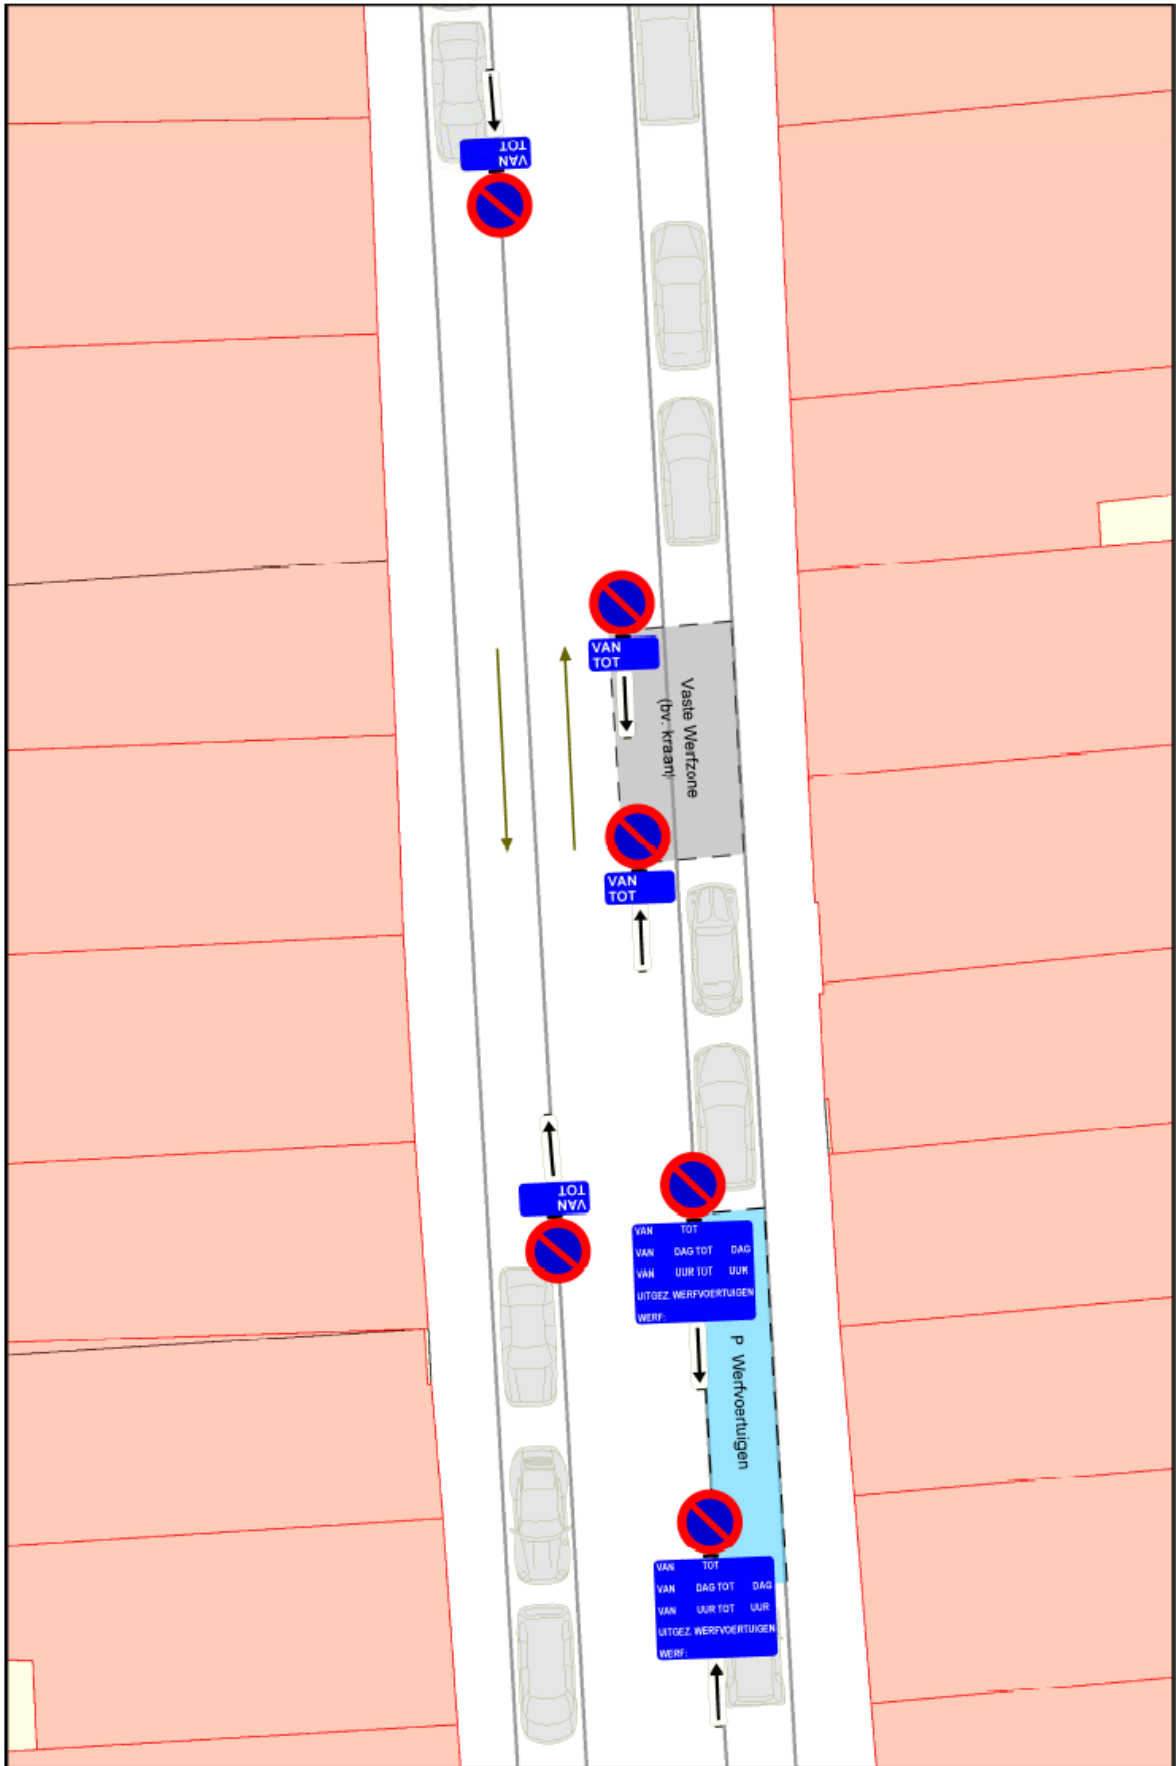 VAN
TOT
VAN
TOT
Vaste Werfzone
(bv. kraan)
VAN
TOT
VAN
TOT
VAN TOT
VAN DAG TOT DAG
VAN UUR TOT UUR
UITGEZ. WERFVOERTUIGEN
WERF:
P Werfvoertuigen
VAN TOT
VAN DAG TOT DAG
VAN UUR TOT UUR
UITGEZ. WERFVOERTUIGEN
WERF: